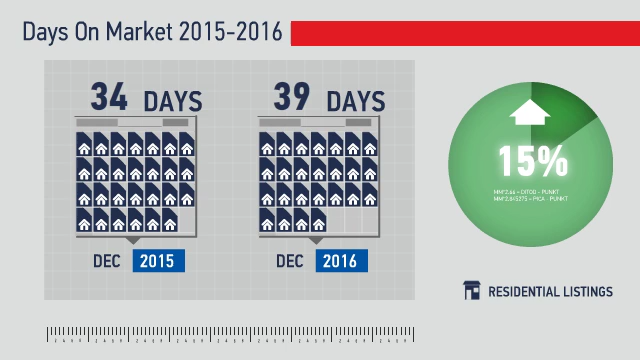 Days On Market 2015-2016
34 DAYS
39 DAYS
DEC 2015
DEC 2016
15%
RESIDENTIAL LISTINGS